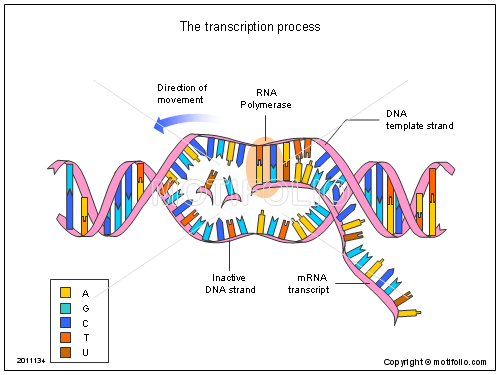 The transcription process
Direction of
movement
RNA
Polymerase
DNA
template strand
MOTIFOLIO
Inactive
DNA strand
mRNA
transcript
A
G
C
T
U
2011134
Copyright © motifolio.com